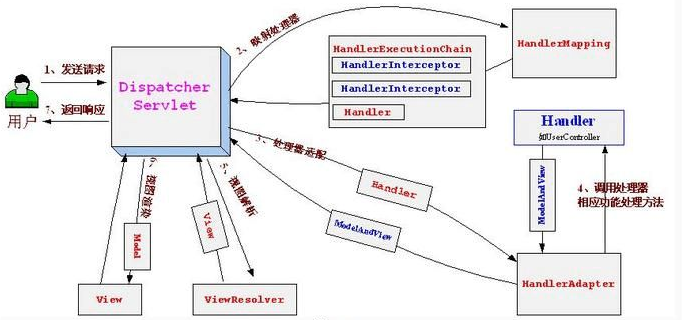 2、映射处理器
HandlerExecutionChain
HandlerInterceptor
HandlerInterceptor
Handler
HandlerMapping
1、发送请求
Dispatcher
Servlet
用户
7、返回响应
3、处理器适配
Handler
ModelAndView
Handler
如UserController
ModelAndView
4、调用处理器
相应功能处理方法
HandlerAdapter
6、视图渲染
Model
View
5、视图解析
View
ViewResolver